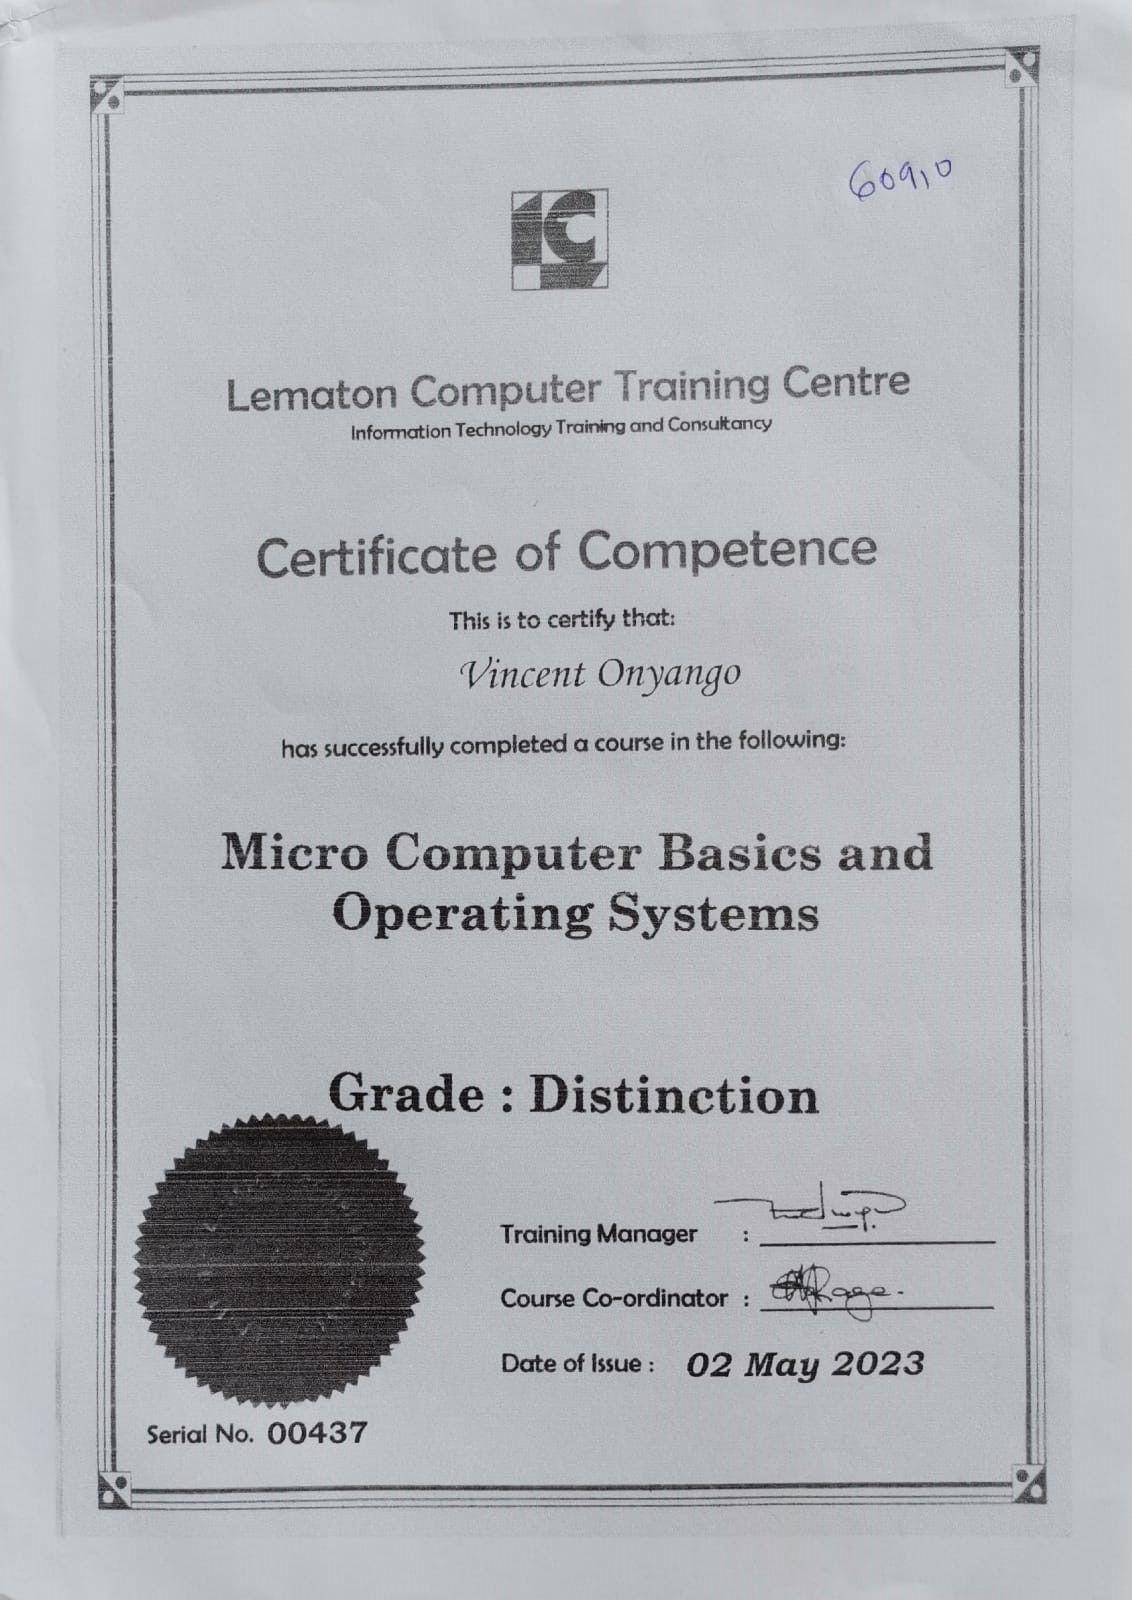 6091,0
Lematon Computer Training Centre
Information Technology Training and Consultancy
Certificate of Competence
This is to certify that:
Vincent Onyango
has successfully completed a course in the following:
Micro Computer Basics and
Operating Systems
Grade : Distinction
Training Manager :
Course Co-ordinator :
Date of Issue : 02 May 2023
Serial No. 00437